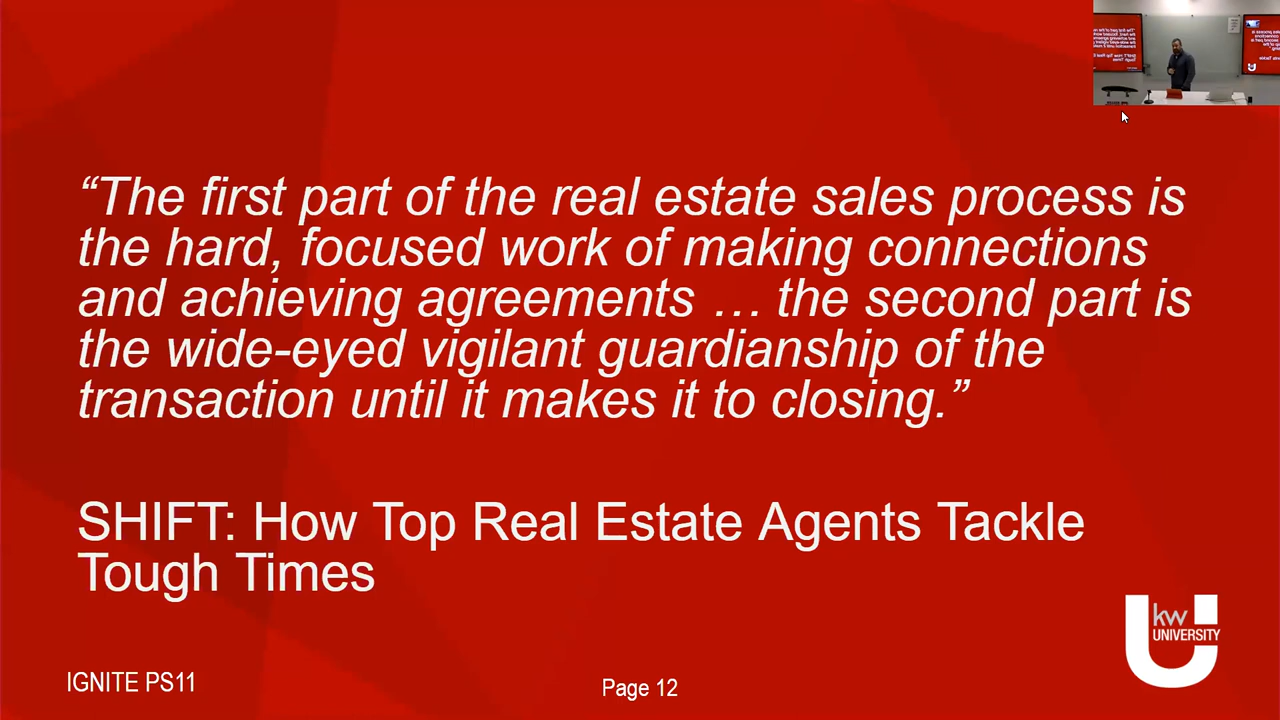 “The first part of the real estate sales process is
the hard, focused work of making connections
and achieving agreements … the second part is
the wide-eyed vigilant guardianship of the
transaction until it makes it to closing.”
SHIFT: How Top Real Estate Agents Tackle
Tough Times
kw
UNIVERSITY
IGNITE PS11
Page 12